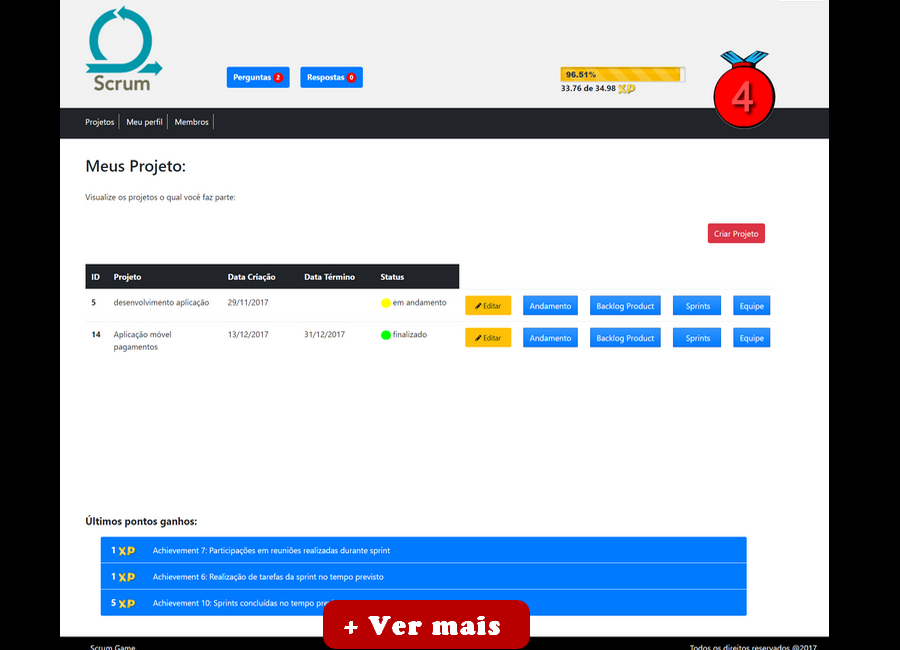 Scrum
Perguntas 2 Respostas 0
96.51%
33.76 de 34.98 XP
4
Projetos Meu perfil Membros
Meus Projeto:
Visualize os projetos o qual você faz parte:
Criar Projeto
ID Projeto Data Criação Data Término Status
5 desenvolvimento aplicação 29/11/2017 em andamento Editar Andamento Backlog Product Sprints Equipe
14 Aplicação móvel 13/12/2017 31/12/2017 finalizado Editar Andamento Backlog Product Sprints Equipe
pagamentos
Últimos pontos ganhos:
1 XP Achievement 7: Participações em reuniões realizadas durante sprint
1 XP Achievement 6: Realização de tarefas da sprint no tempo previsto
5 XP Achievement 10: Sprints concluídas no tempo
+ Ver mais
Scrum Game Todos os direitos reservados @2017